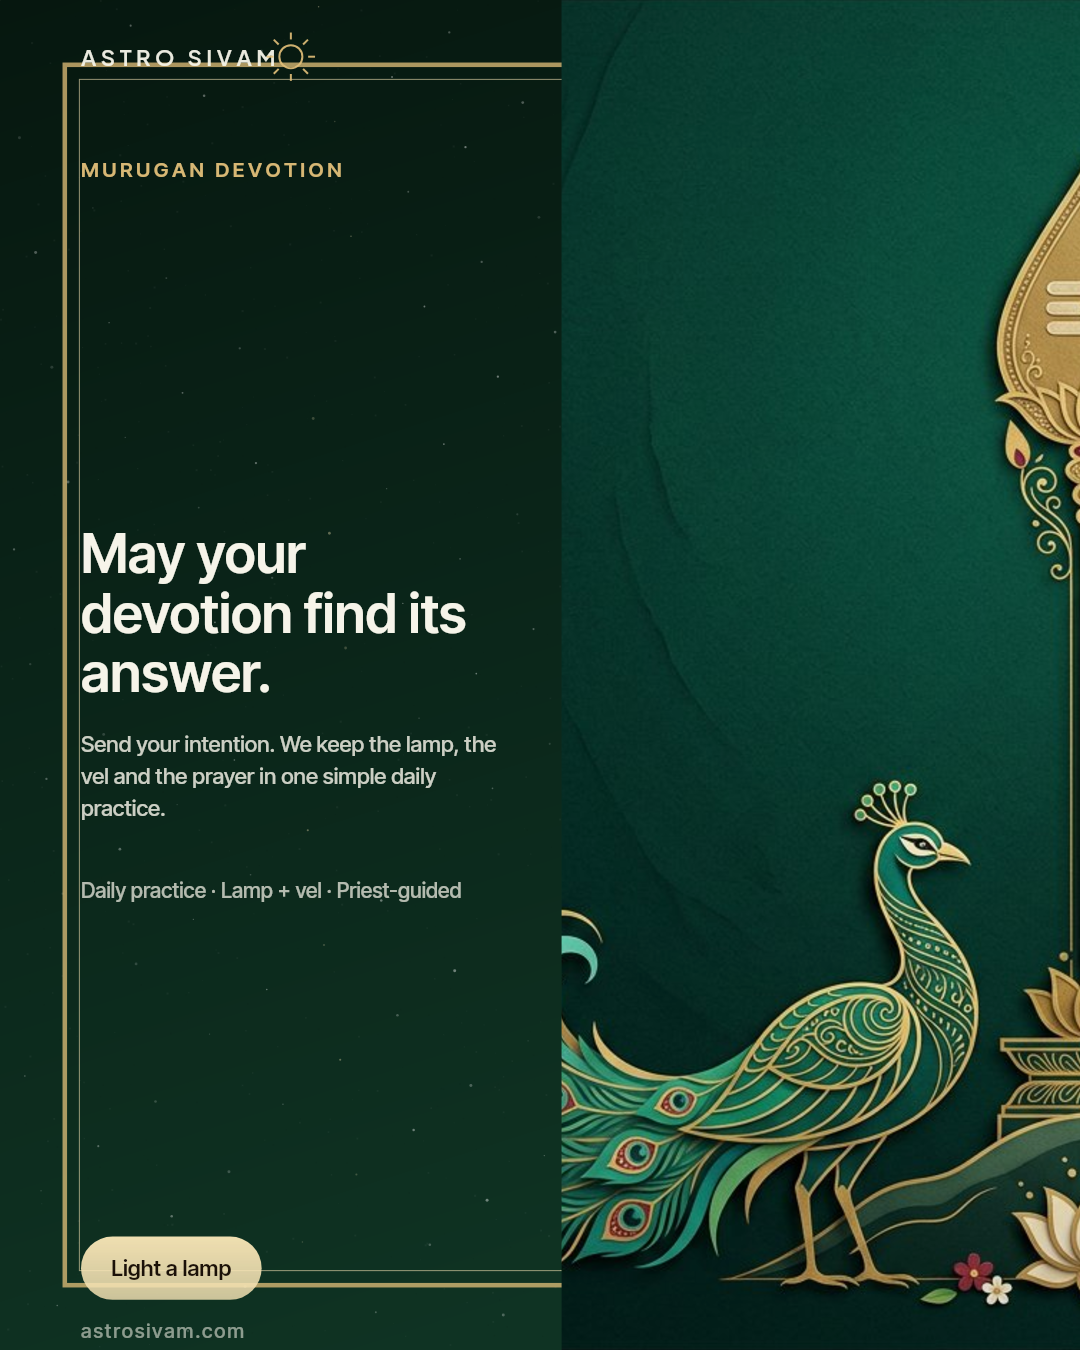 ASTRO SIVAM
MURUGAN DEVOTION
May your
devotion find its
answer.
Send your intention. We keep the lamp, the
vel and the prayer in one simple daily
practice.
Daily practice · Lamp + vel · Priest-guided
Light a lamp
astrosivam.com